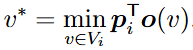 v* = min_{v∈V_i} p_i^⊤ o(v).